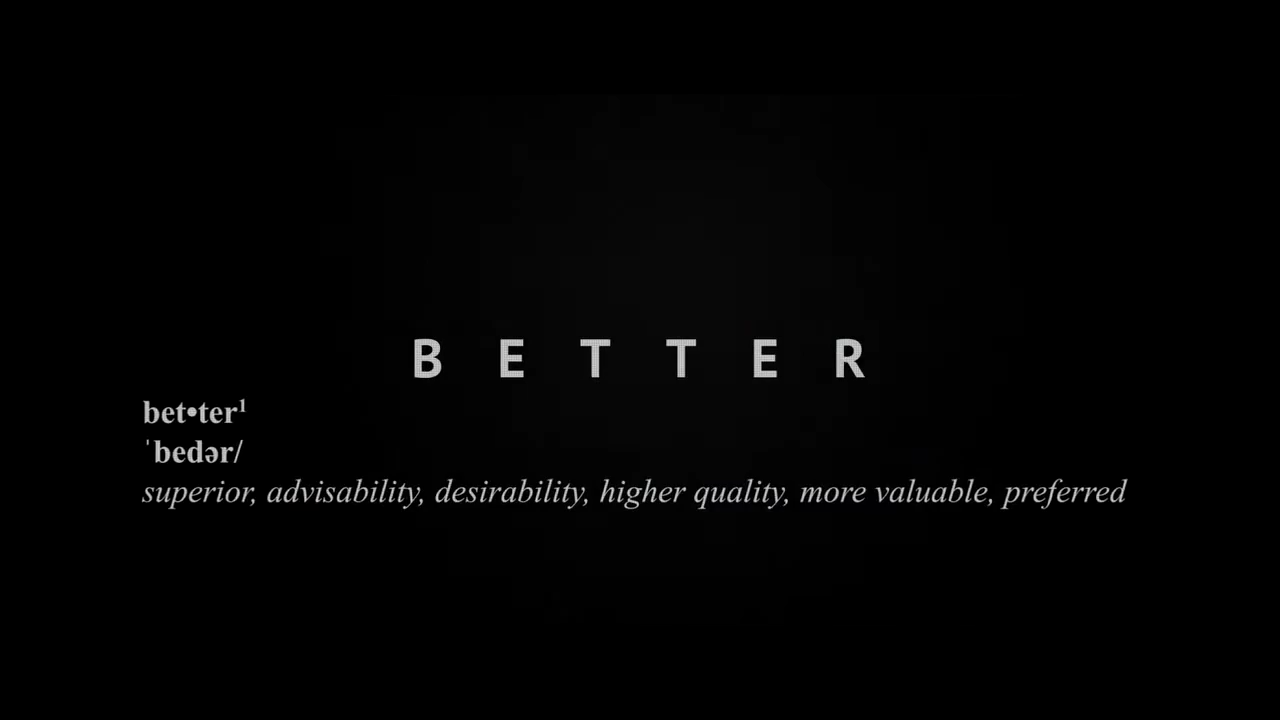 B E T T E R
bet•ter¹
ˈbedər/
superior, advisability, desirability, higher quality, more valuable, preferred